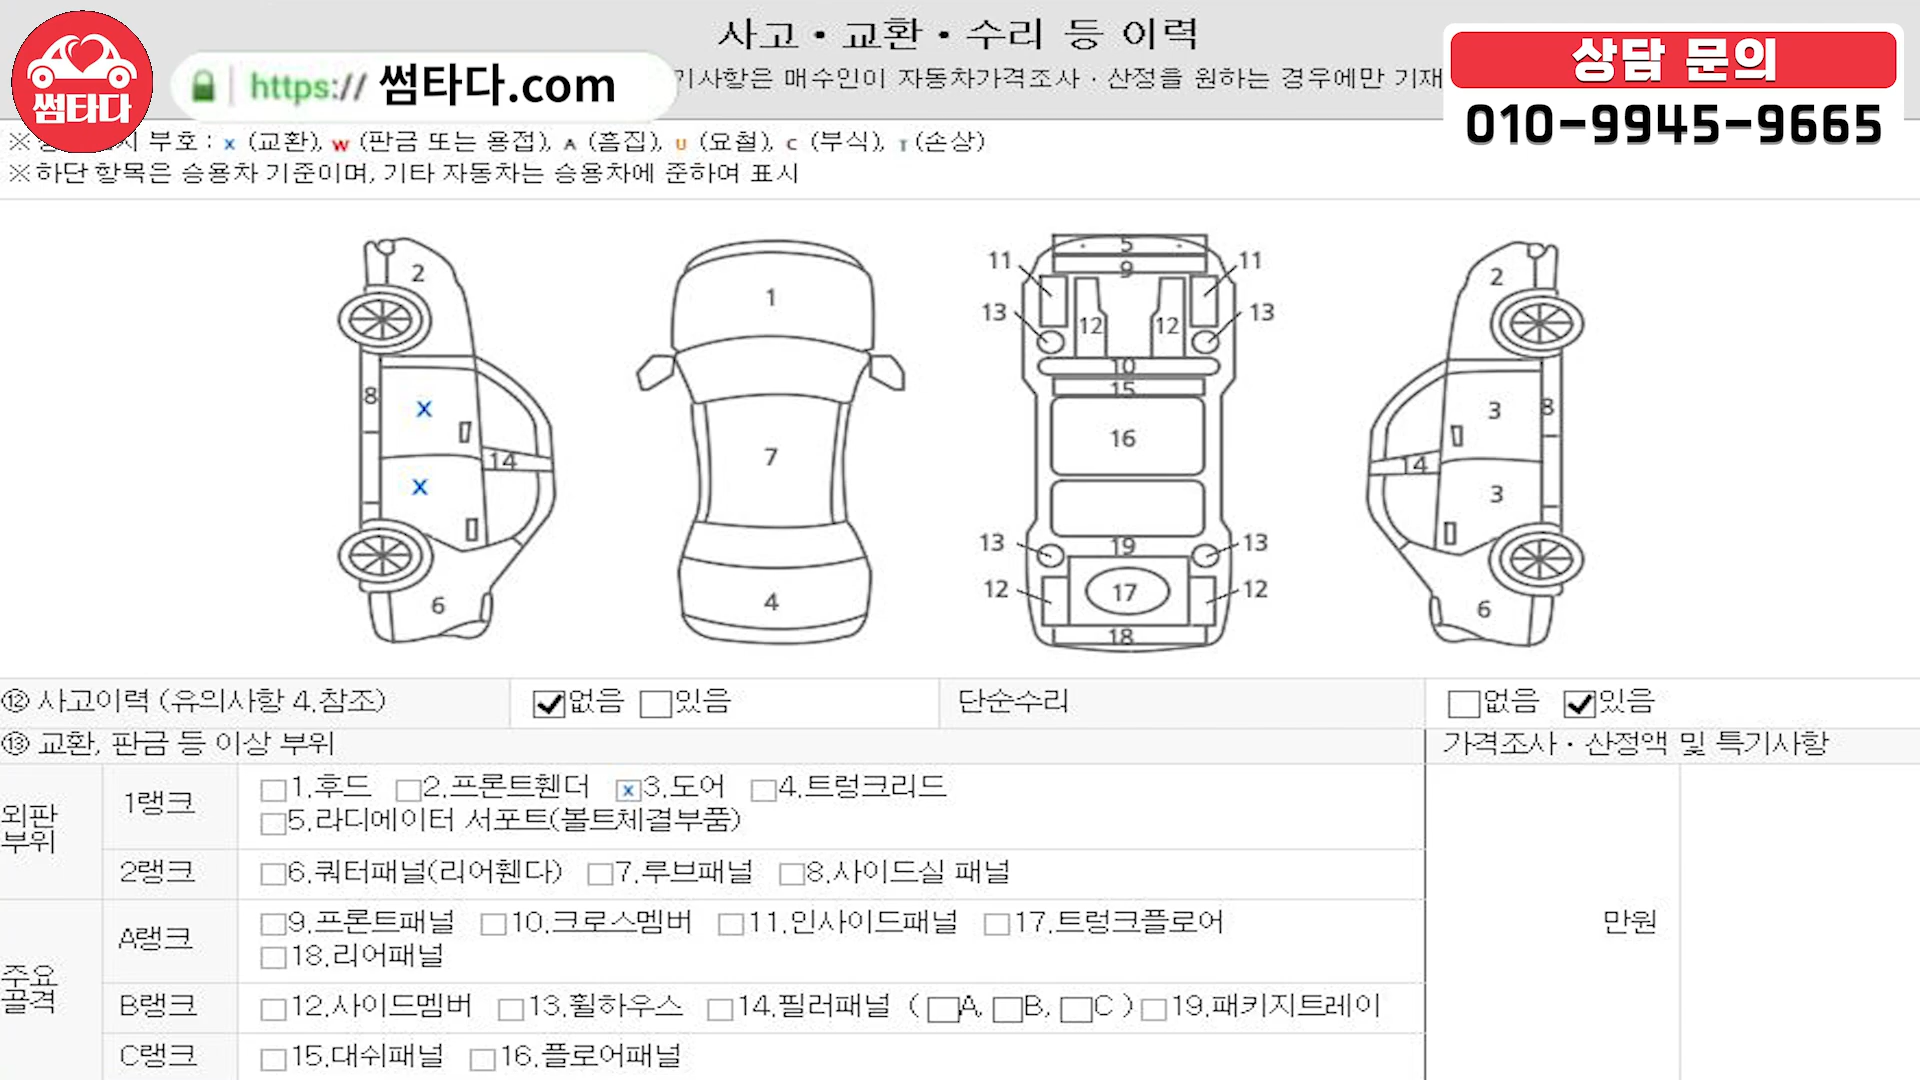 사고 • 교환 • 수리 등 이력
썸타다
https:// 썸타다.com
기사항은 매수인이 자동차가격조사 · 산정을 원하는 경우에만 기재
상담 문의
010-9945-9665
※ 부호 : X (교환), W (판금 또는 용접), A (흠집), U (요철), C (부식), T (손상)
※ 하단 항목은 승용차 기준이며, 기타 자동차는 승용차에 준하여 표시
2 8 X X 14 6
1 7 4
5 9 11 11 13 13 12 12 10 15 16 13 13 19 12 12 17 18
2 3 8 14 3 6
⑫ 사고이력 (유의사항 4.참조) 없음 있음 단순수리 없음 있음
⑬ 교환, 판금 등 이상 부위 가격조사 · 산정액 및 특기사항
외판부위 1랭크 1.후드 2.프론트휀더 X 3.도어 4.트렁크리드
5.라디에이터 서포트(볼트체결부품)
2랭크 6.쿼터패널(리어휀다) 7.루브패널 8.사이드실 패널
주요골격 A랭크 9.프론트패널 10.크로스멤버 11.인사이드패널 17.트렁크플로어 만원
18.리어패널
B랭크 12.사이드멤버 13.휠하우스 14.필러패널 ( A, B, C ) 19.패키지트레이
C랭크 15.대쉬패널 16.플로어패널